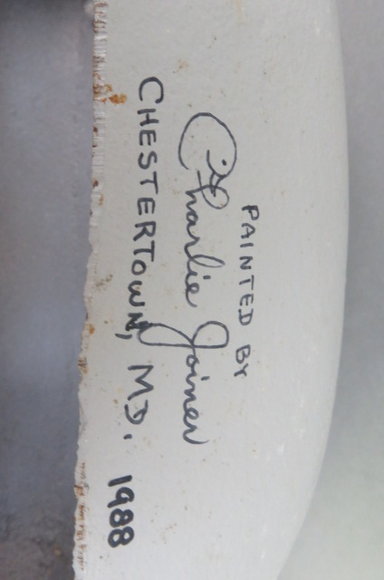 PAINTED BY
Charlie Joiner
CHESTERTOWN, MD. 1988